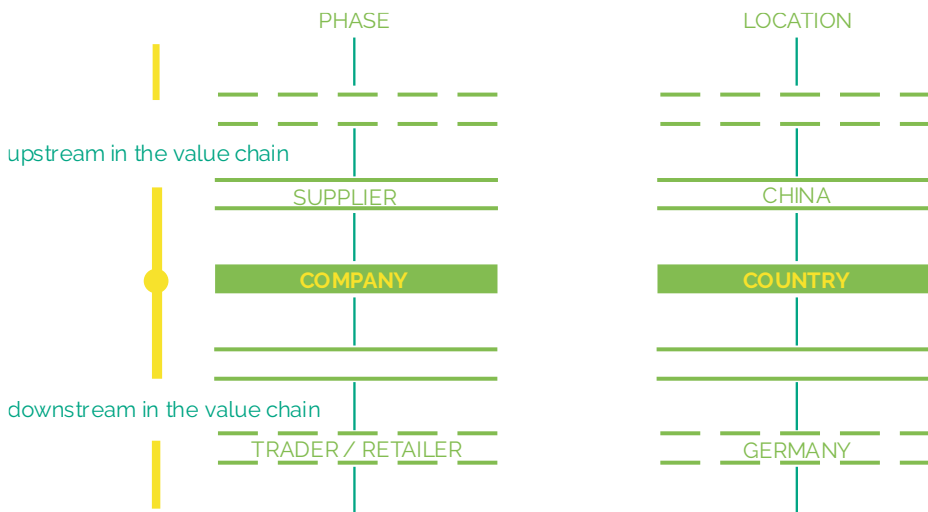 PHASE
LOCATION
upstream in the value chain
SUPPLIER
CHINA
COMPANY
COUNTRY
downstream in the value chain
TRADER / RETAILER
GERMANY